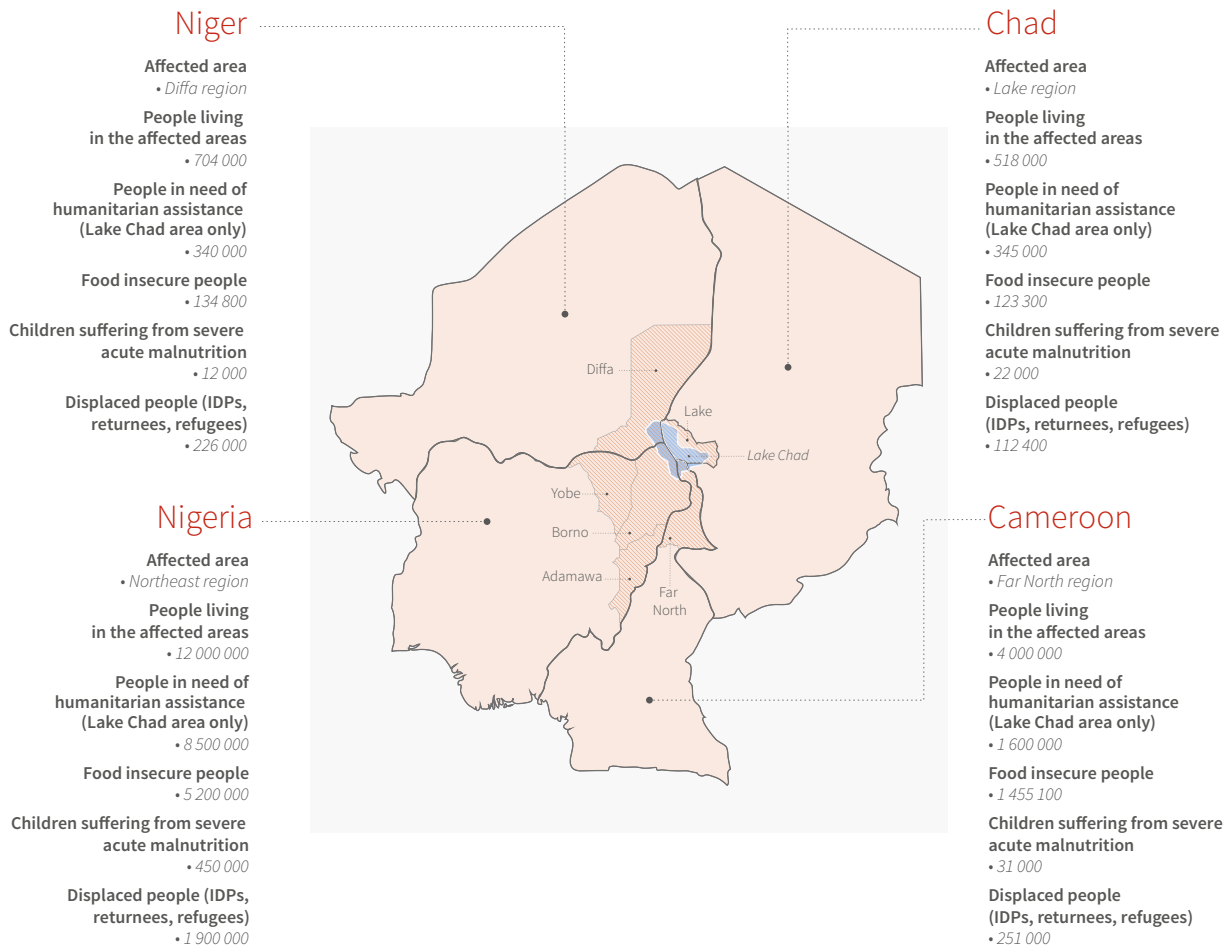 Niger
Affected area
• Diffa region
People living
in the affected areas
• 704 000
People in need of
humanitarian assistance
(Lake Chad area only)
• 340 000
Food insecure people
• 134 800
Children suffering from severe
acute malnutrition
• 12 000
Displaced people (IDPs,
returnees, refugees)
• 226 000
Chad
Affected area
• Lake region
People living
in the affected areas
• 518 000
People in need of
humanitarian assistance
(Lake Chad area only)
• 345 000
Food insecure people
• 123 300
Children suffering from severe
acute malnutrition
• 22 000
Displaced people
(IDPs, returnees, refugees)
• 112 400
Diffa
Lake
Lake Chad
Yobe
Borno
Adamawa
Far
North
Nigeria
Affected area
• Northeast region
People living
in the affected areas
• 12 000 000
People in need of
humanitarian assistance
(Lake Chad area only)
• 8 500 000
Food insecure people
• 5 200 000
Children suffering from severe
acute malnutrition
• 450 000
Displaced people (IDPs,
returnees, refugees)
• 1 900 000
Cameroon
Affected area
• Far North region
People living
in the affected areas
• 4 000 000
People in need of
humanitarian assistance
(Lake Chad area only)
• 1 600 000
Food insecure people
• 1 455 100
Children suffering from severe
acute malnutrition
• 31 000
Displaced people
(IDPs, returnees, refugees)
• 251 000